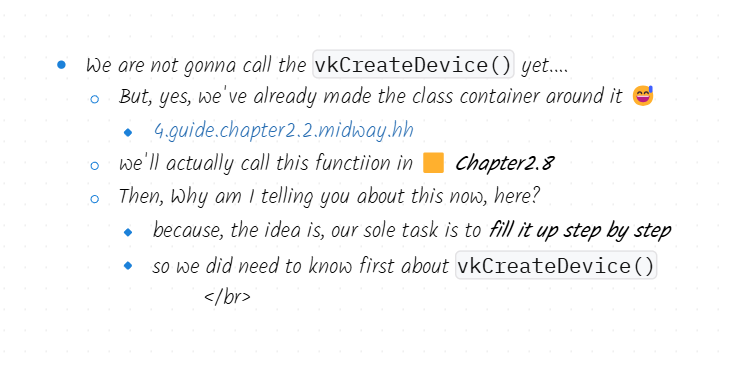 We are not gonna call the vkCreateDevice() yet....
But, yes, we've already made the class container around it 😅
4.guide.chapter2.2.midway.hh
we'll actually call this functiion in 🟧 Chapter2.8
Then, Why am I telling you about this now, here?
because, the idea is, our sole task is to fill it up step by step
so we did need to know first about vkCreateDevice()
</br>